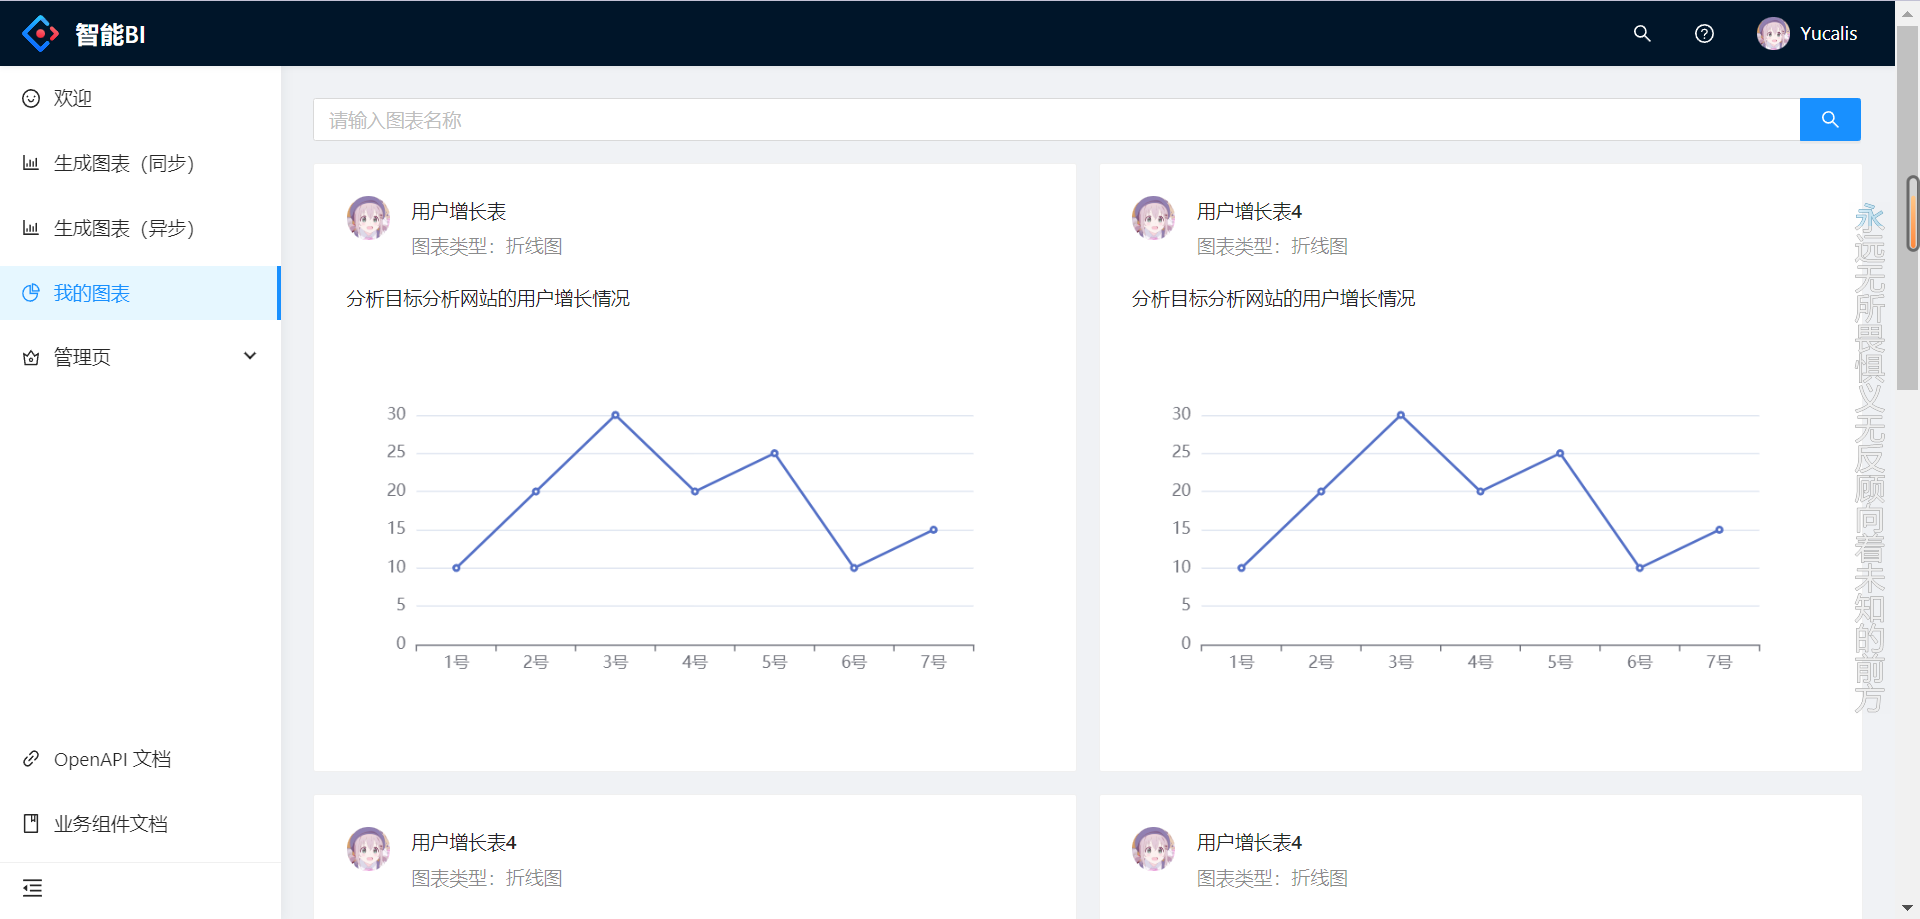 智能BI
Yucalis
欢迎
生成图表（同步）
生成图表（异步）
我的图表
管理页
OpenAPI 文档
业务组件文档
请输入图表名称
用户增长表
图表类型：折线图
分析目标分析网站的用户增长情况
30
25
20
15
10
5
0
1号 2号 3号 4号 5号 6号 7号
用户增长表4
图表类型：折线图
分析目标分析网站的用户增长情况
30
25
20
15
10
5
0
1号 2号 3号 4号 5号 6号 7号
用户增长表4
图表类型：折线图
用户增长表4
图表类型：折线图
永远无所畏惧义无反顾向着未知的前方